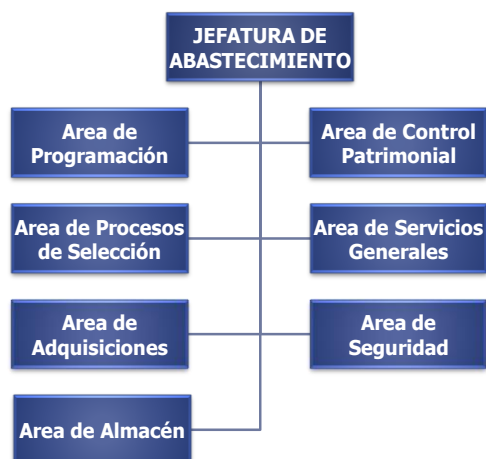 JEFATURA DE
ABASTECIMIENTO
Area de
Programación
Area de Control
Patrimonial
Area de Procesos
de Selección
Area de Servicios
Generales
Area de
Adquisiciones
Area de
Seguridad
Area de Almacén